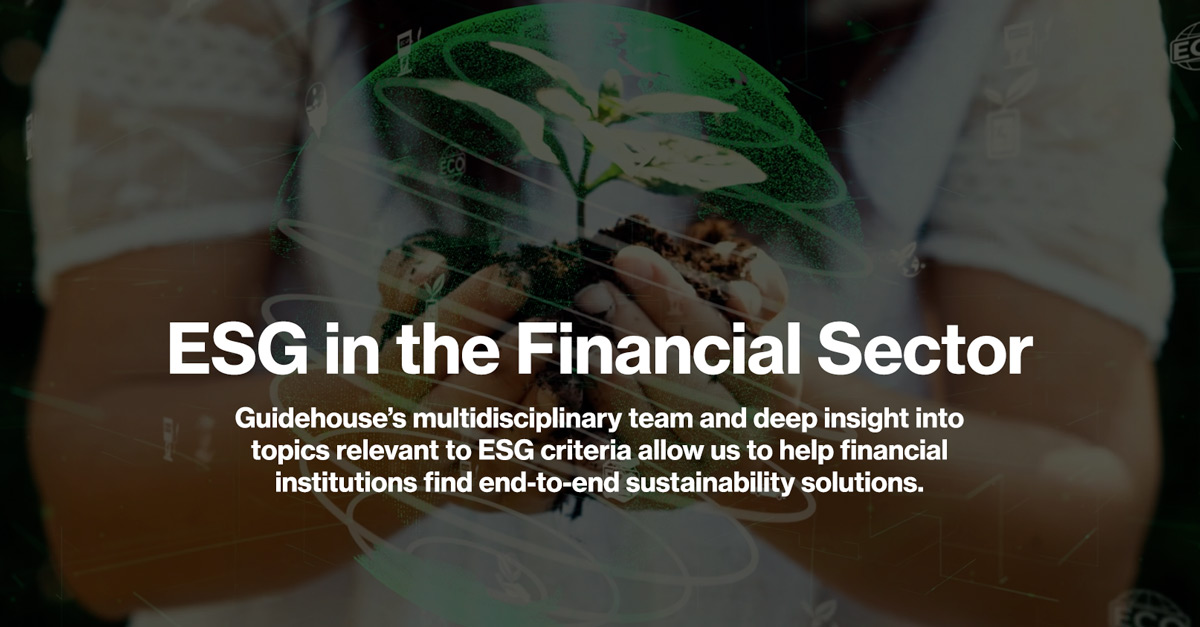 ESG in the Financial Sector
Guidehouse’s multidisciplinary team and deep insight into
topics relevant to ESG criteria allow us to help financial
institutions find end-to-end sustainability solutions.
ECO